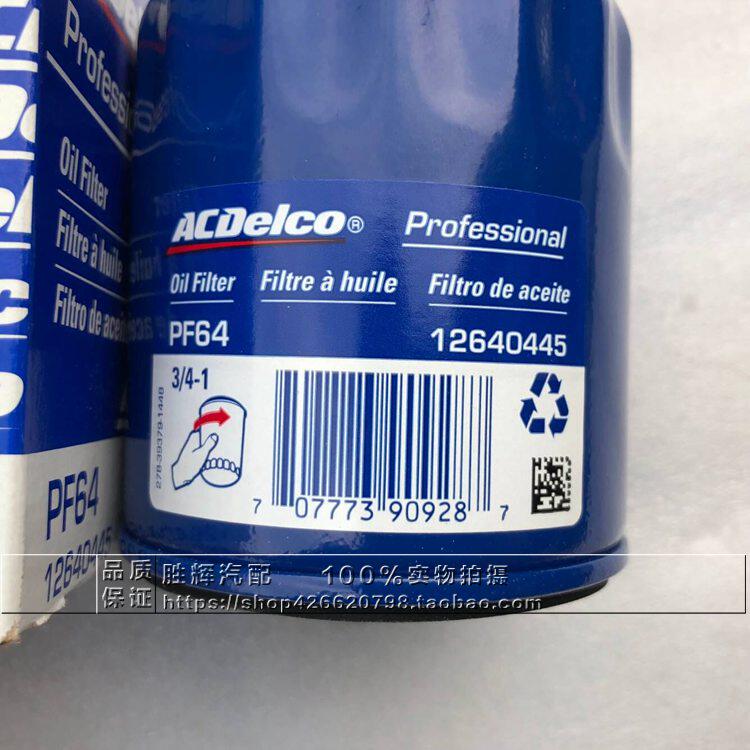 Professional
Oil Filter
Filtre à huile
Filtro de aceite
PF64
12640445
ACDelco® Professional
Oil Filter Filtre à huile Filtro de aceite
PF64 12640445
3/4-1
7 07773 90928 7
品质保证
胜辉汽配 100%实物拍摄
https://shop426620798.taobao.com